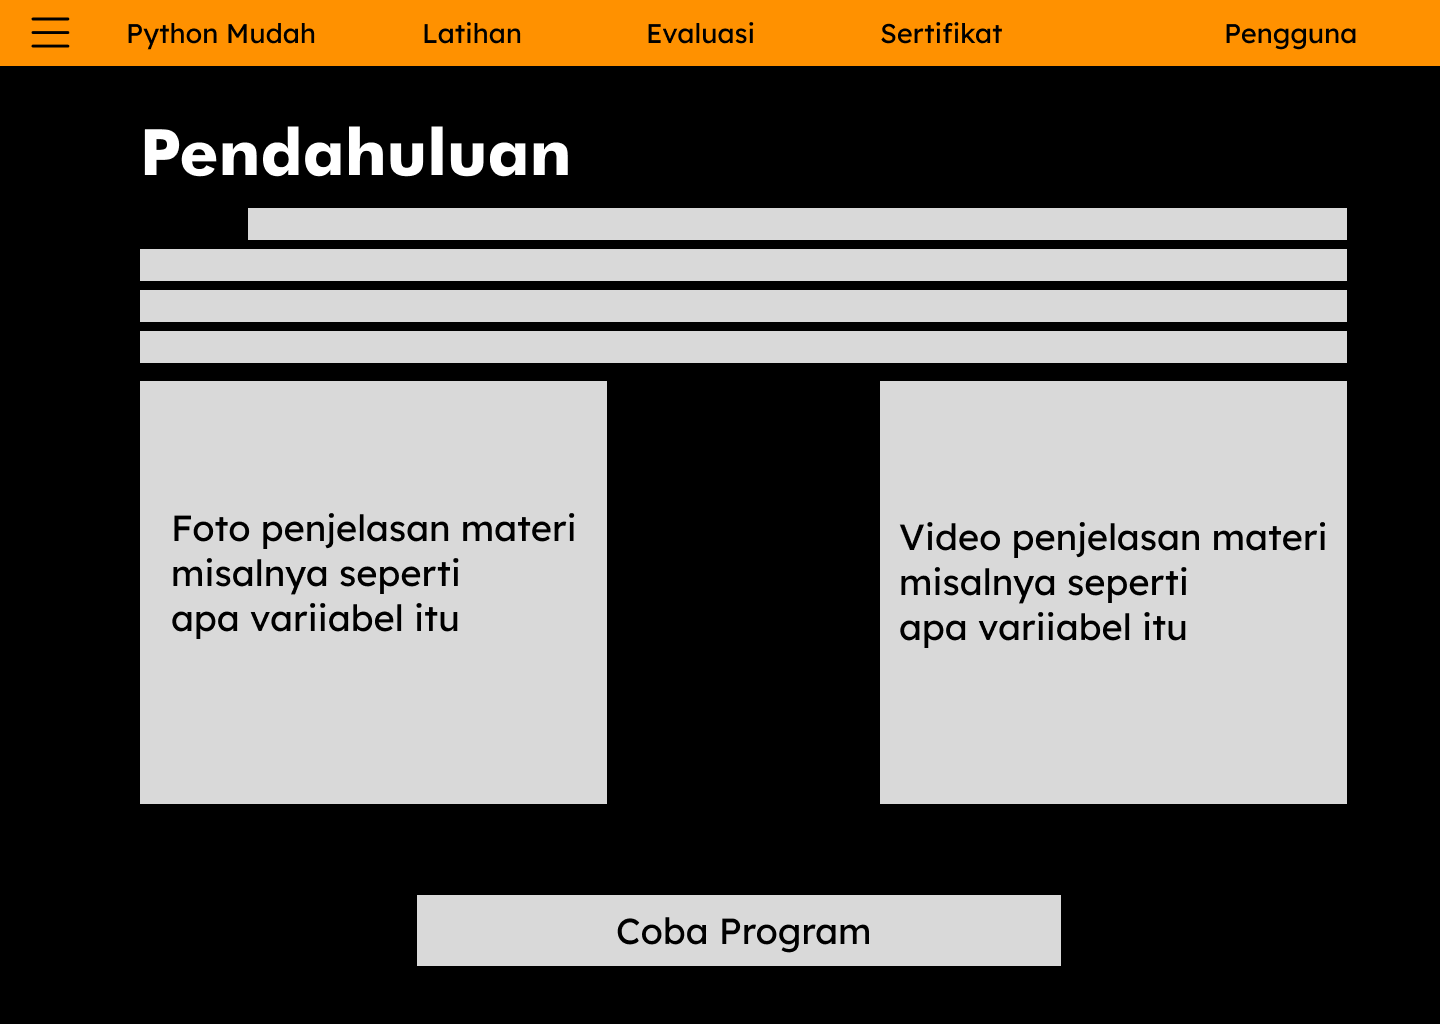 Python Mudah Latihan Evaluasi Sertifikat Pengguna
Pendahuluan
Foto penjelasan materi
misalnya seperti
apa variiabel itu
Video penjelasan materi
misalnya seperti
apa variiabel itu
Coba Program